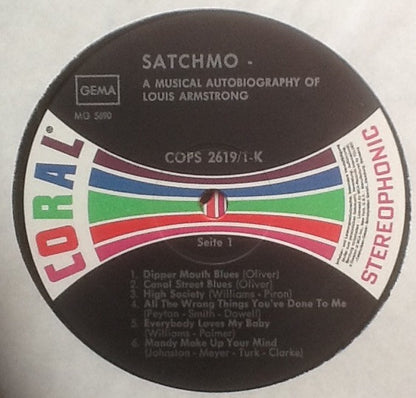 SATCHMO -
A MUSICAL AUTOBIOGRAPHY OF
LOUIS ARMSTRONG
GEMA
MG 5690
COPS 2619/1-K
CORAL®
STEREOPHONIC
Seite 1
1. Dipper Mouth Blues (Oliver)
2. Canal Street Blues (Oliver)
3. High Society (Williams - Piron)
4. All The Wrong Things You've Done To Me
(Peyton - Smith - Dowell)
5. Everybody Loves My Baby
(Williams - Palmer)
6. Mandy Make Up Your Mind
(Johnston - Meyer - Turk - Clarke)